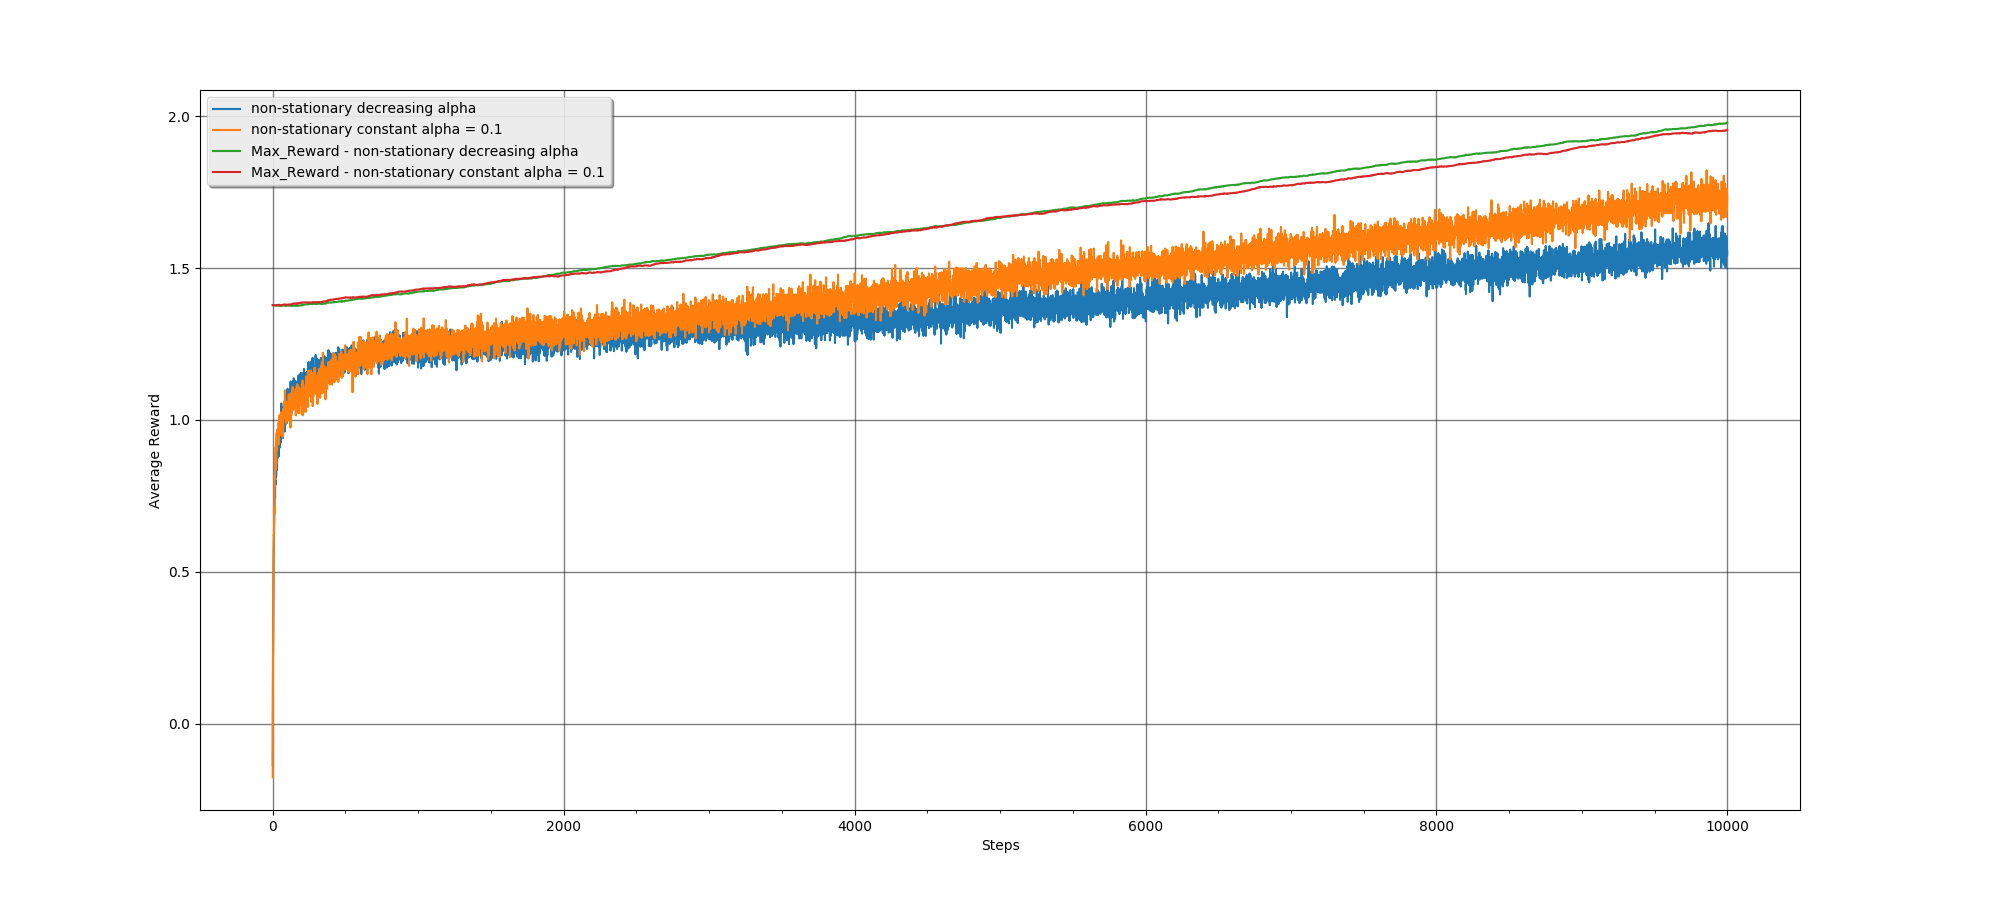 non-stationary decreasing alpha
non-stationary constant alpha = 0.1
Max_Reward - non-stationary decreasing alpha
Max_Reward - non-stationary constant alpha = 0.1
2.0
1.5
1.0
0.5
0.0
Average Reward
0 2000 4000 6000 8000 10000
Steps